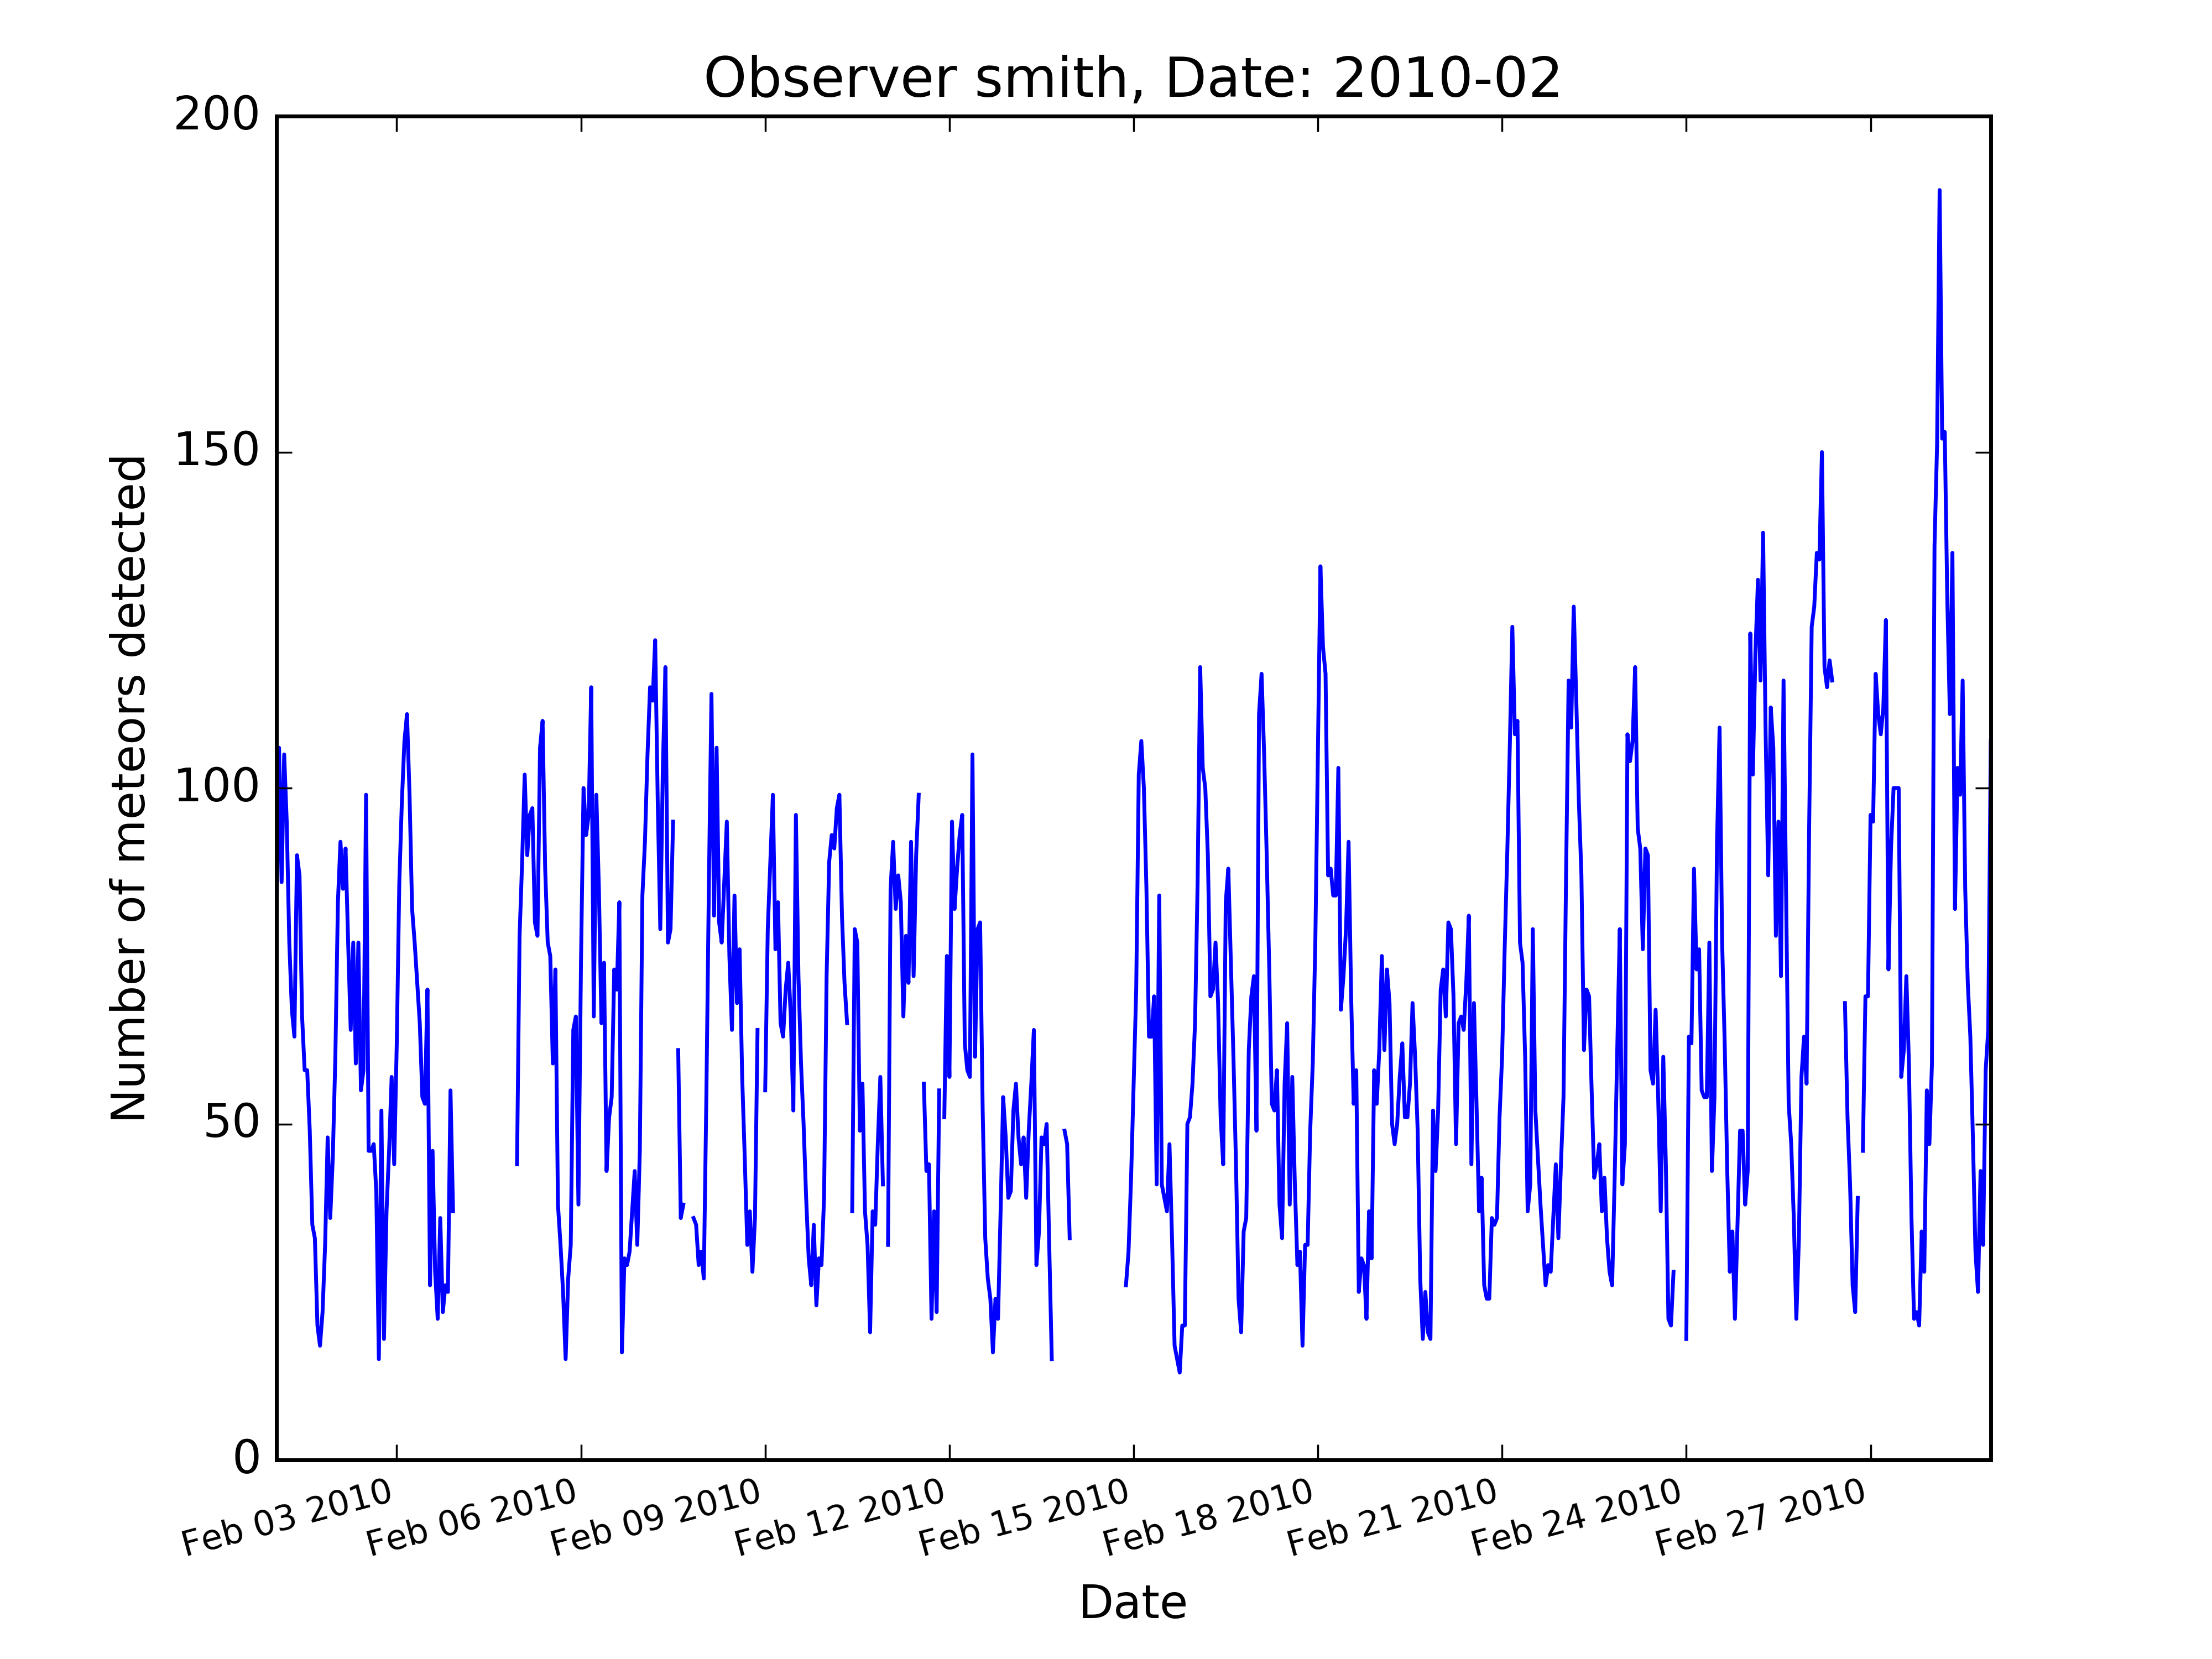 Observer smith, Date: 2010-02
200
150
100
50
0
Number of meteors detected
Feb 03 2010
Feb 06 2010
Feb 09 2010
Feb 12 2010
Feb 15 2010
Feb 18 2010
Feb 21 2010
Feb 24 2010
Feb 27 2010
Date